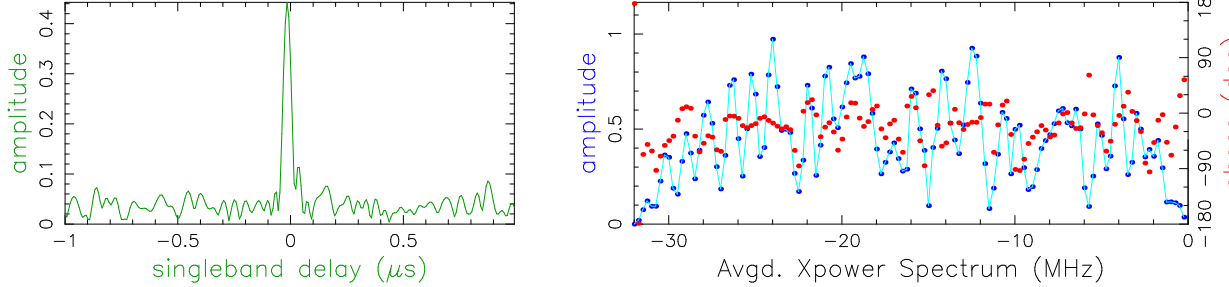 amplitude
0 0.1 0.2 0.3 0.4
-1 -0.5 0 0.5
singleband delay (μs)
amplitude
0 0.5 1
-30 -20 -10 0
Avgd. Xpower Spectrum (MHz)
-180 -90 0 90